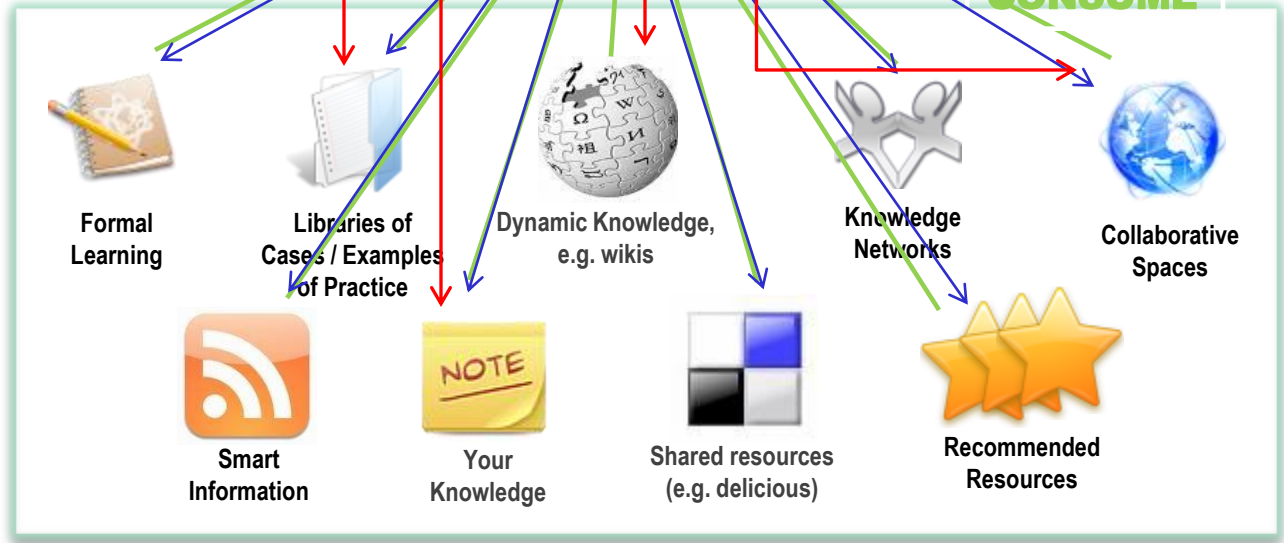 CONSUME
Formal
Learning
Libraries of
Cases / Examples
of Practice
Dynamic Knowledge,
e.g. wikis
Knowledge
Networks
Collaborative
Spaces
NOTE
Smart
Information
Your
Knowledge
Shared resources
(e.g. delicious)
Recommended
Resources